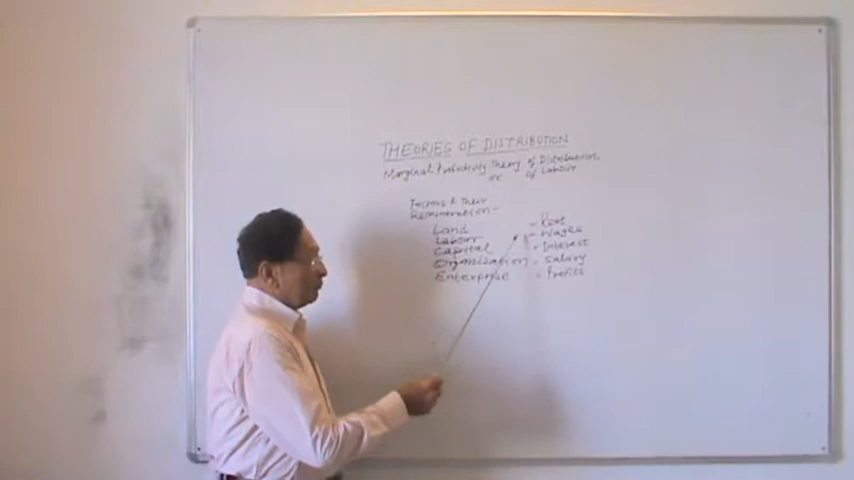 THEORIES OF DISTRIBUTION
Marginal Productivity Theory of Distribution
or of Labour
Factors & their
Remuneration -
Land - Rent
Labour - Wages
Capital - Interest
Organization - Salary
Enterprise - Profits